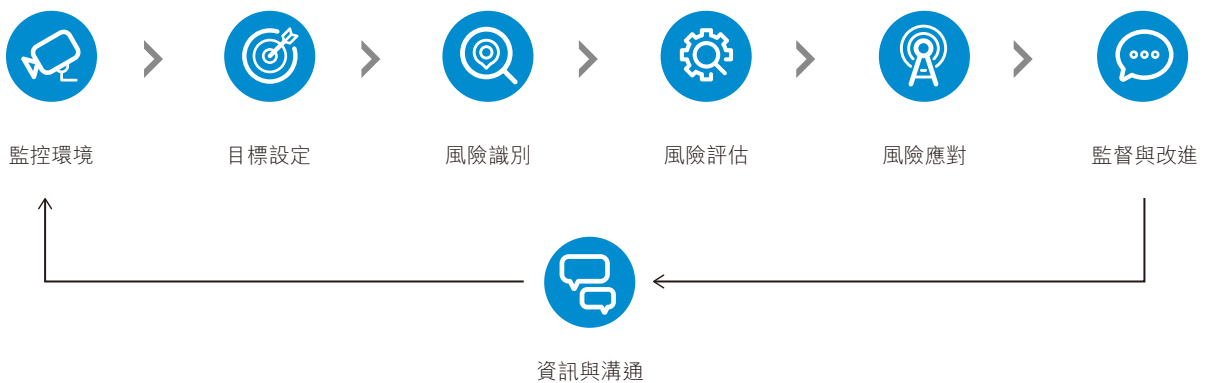 監控環境
目標設定
風險識別
風險評估
風險應對
監督與改進
資訊與溝通